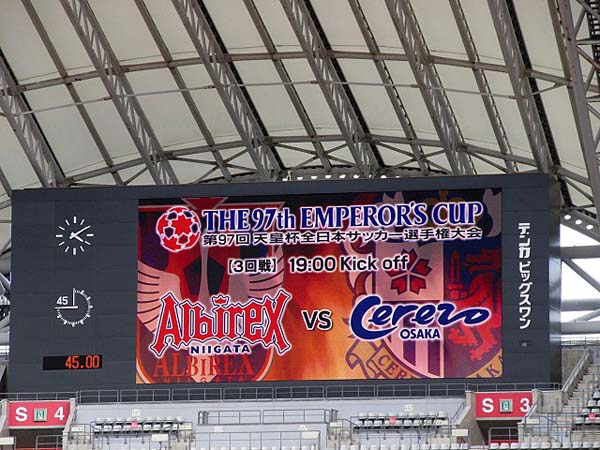 THE 97th EMPEROR'S CUP
第97回 天皇杯全日本サッカー選手権大会
【3回戦】 19:00 Kick off
AlbireX
NIIGATA
VS
Cerezo
OSAKA
ALBIREX
NIIGATA
デンカ ビッグスワン
45
45.00
S 4
S 3